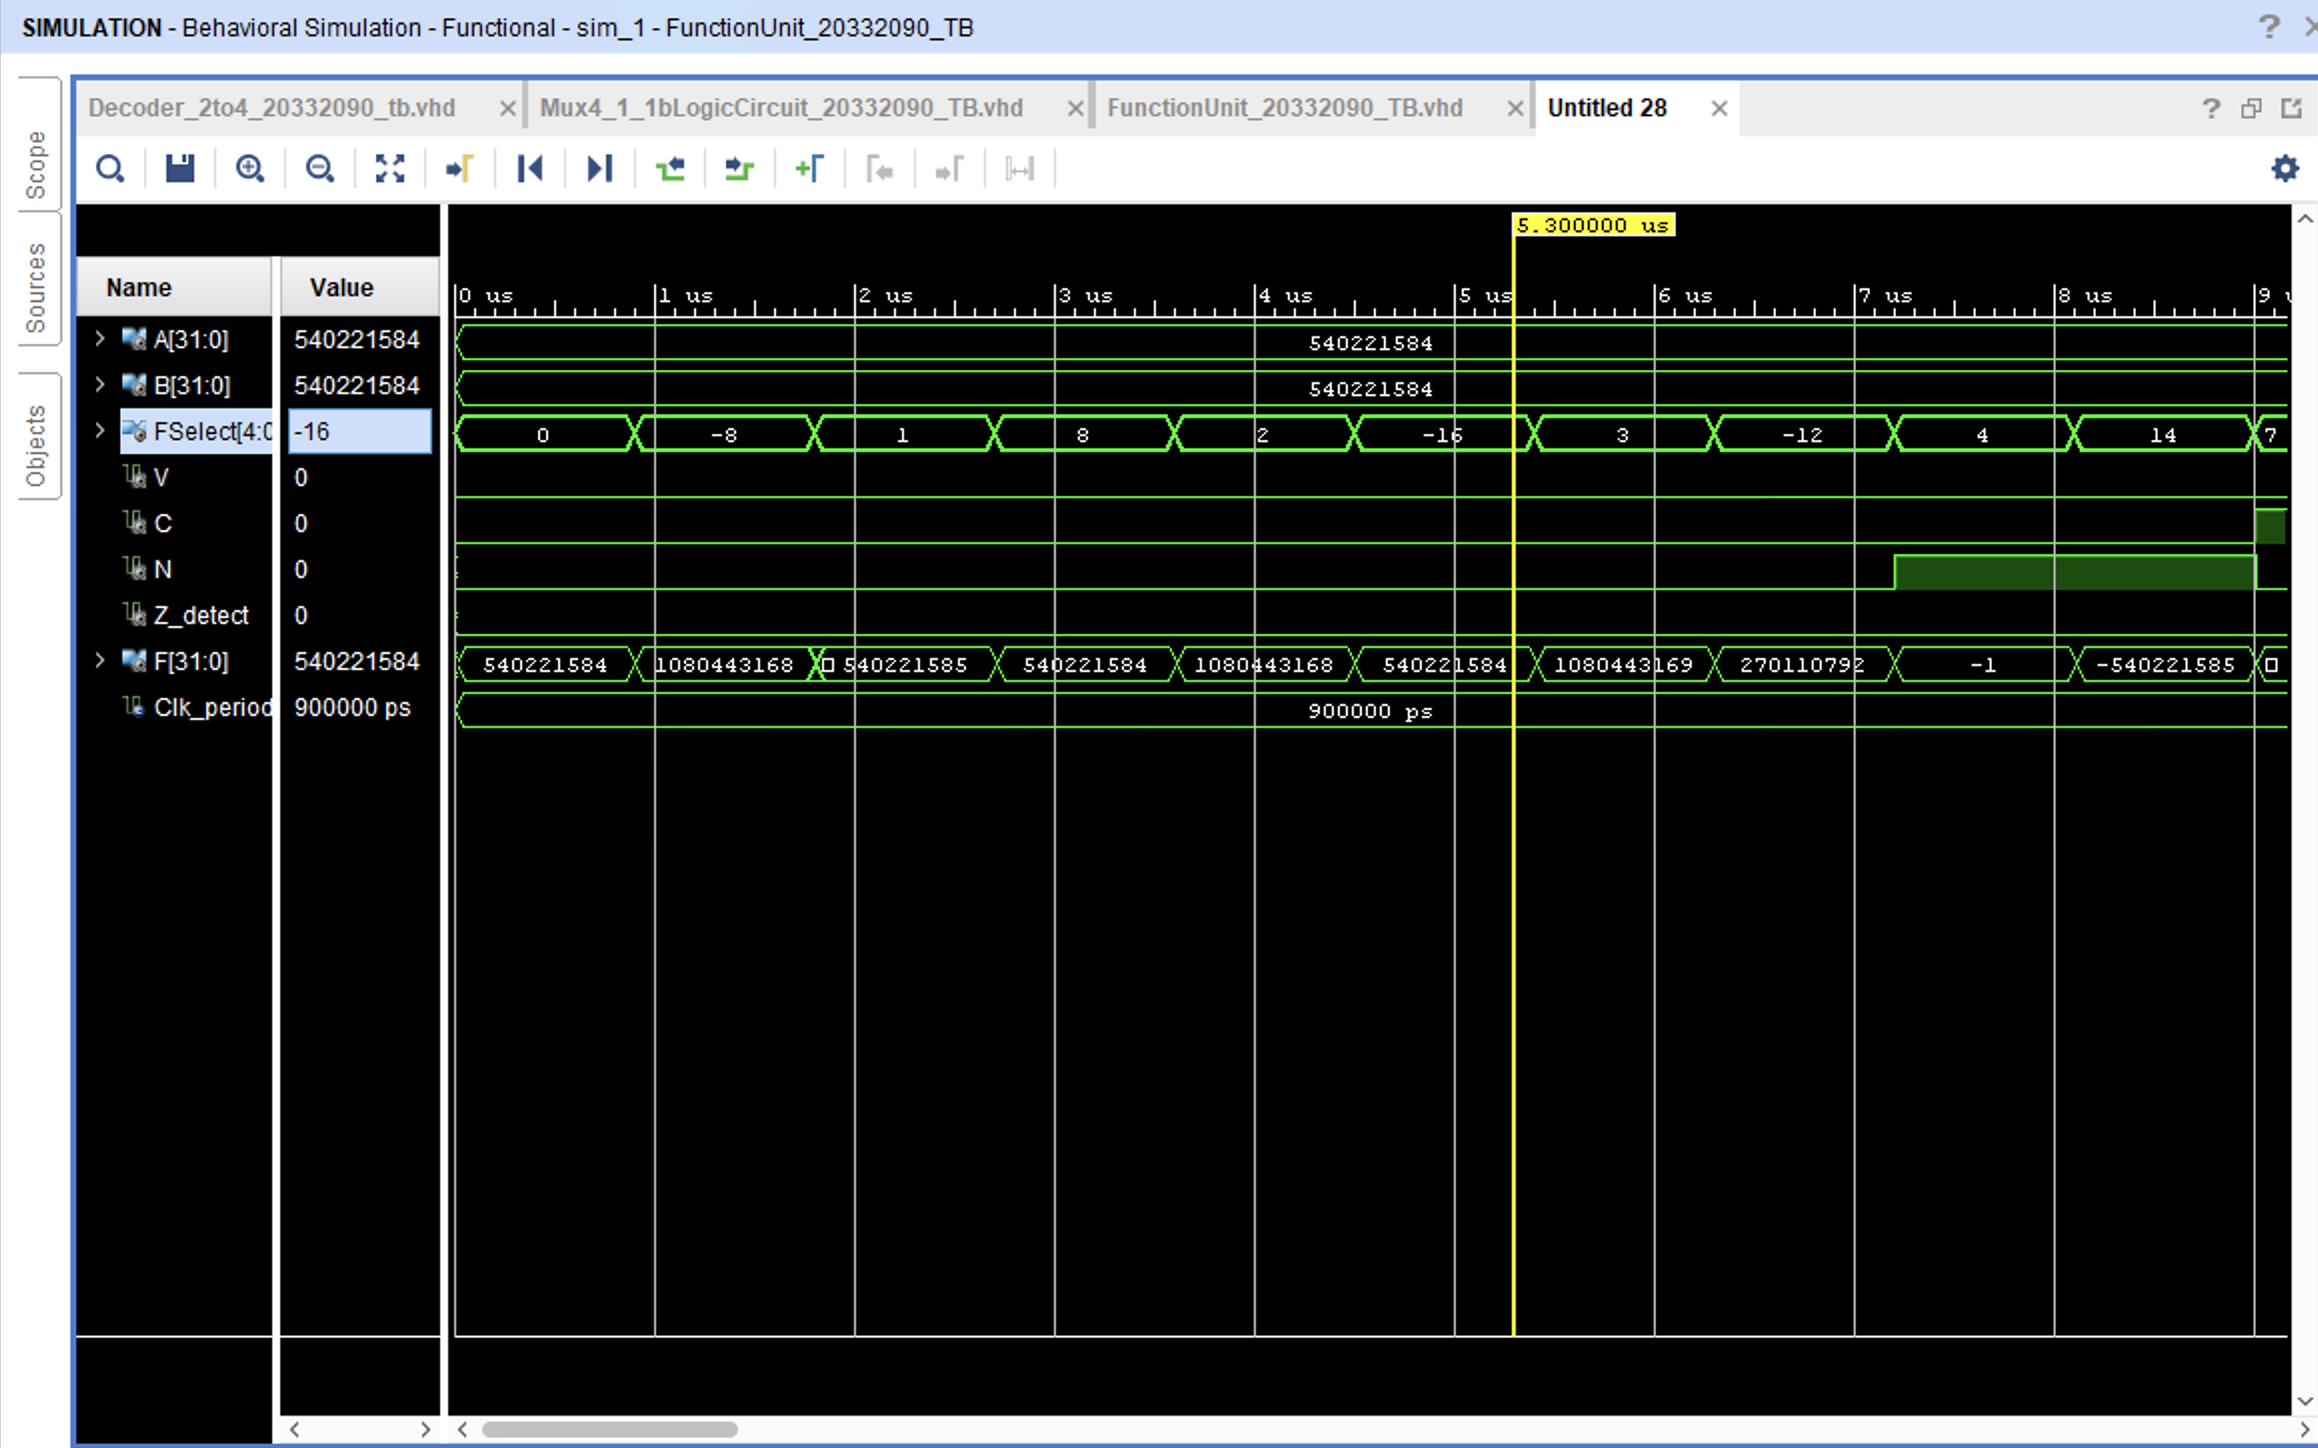 SIMULATION - Behavioral Simulation - Functional - sim_1 - FunctionUnit_20332090_TB
Scope
Sources
Objects
Decoder_2to4_20332090_tb.vhd Mux4_1_1bLogicCircuit_20332090_TB.vhd FunctionUnit_20332090_TB.vhd Untitled 28
5.300000 us
Name Value
0 us 1 us 2 us 3 us 4 us 5 us 6 us 7 us 8 us 9 u
A[31:0] 540221584 540221584
B[31:0] 540221584 540221584
FSelect[4:0 -16 0 -8 1 8 2 -16 3 -12 4 14 7
V 0
C 0
N 0
Z_detect 0
F[31:0] 540221584 540221584 1080443168 540221585 540221584 1080443168 540221584 1080443169 270110792 -1 -540221585
Clk_period 900000 ps 900000 ps